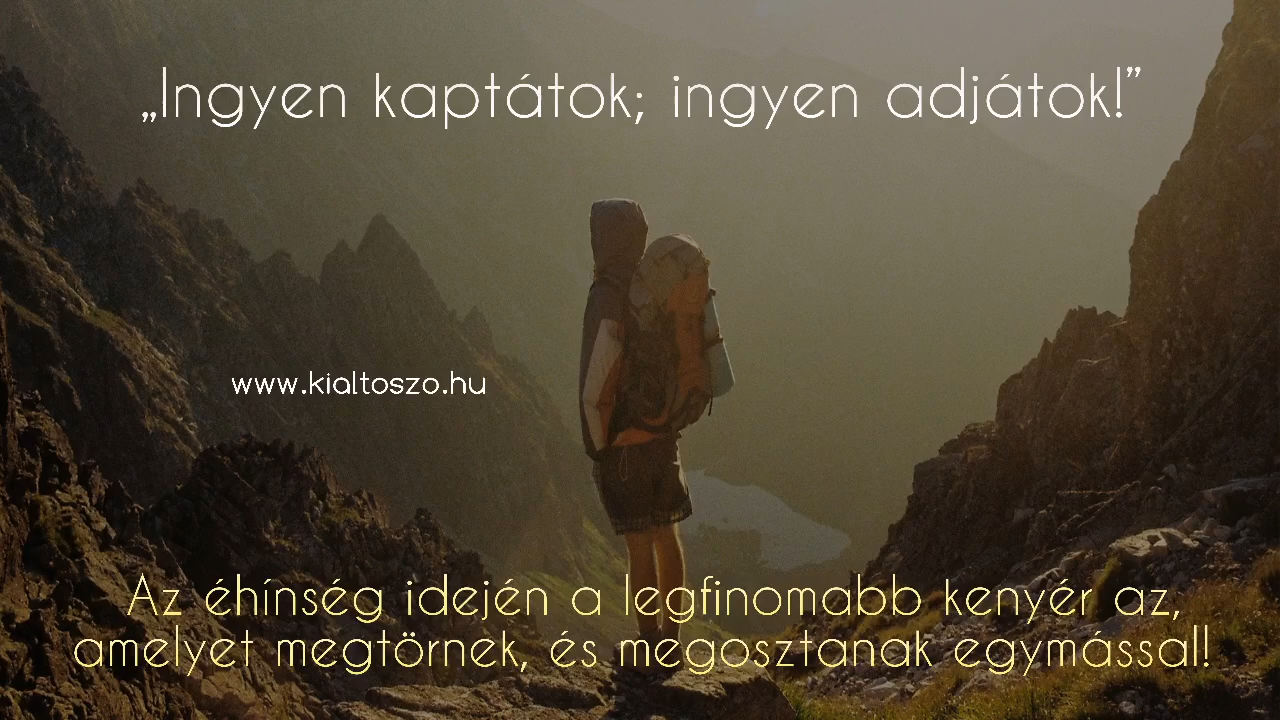 „Ingyen kaptátok; ingyen adjátok!”
www.kialtoszo.hu
Az éhínség idején a legfinomabb kenyér az,
amelyet megtörnek, és megosztanak egymással!